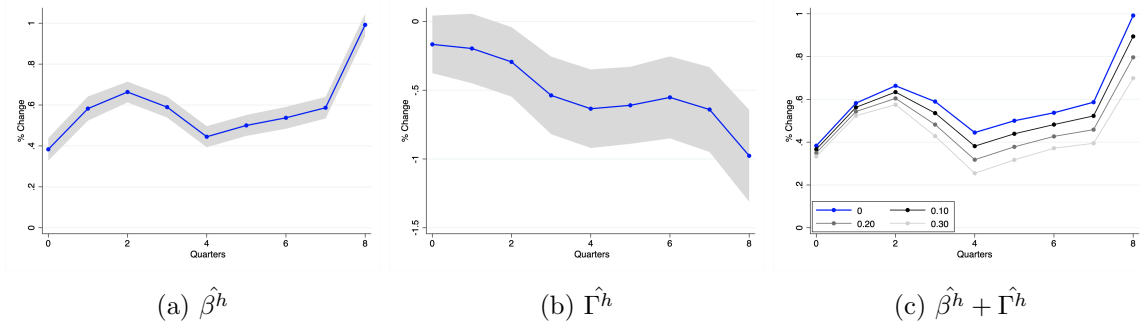 % Change
1
.8
.6
.4
.2
0
0 2 4 6 8
Quarters
(a) β̂ʰ
% Change
0
-.5
-1
-1.5
0 2 4 6 8
Quarters
(b) Γ̂ʰ
% Change
1
.8
.6
.4
.2
0
0 0.10
0.20 0.30
0 2 4 6 8
Quarters
(c) β̂ʰ + Γ̂ʰ